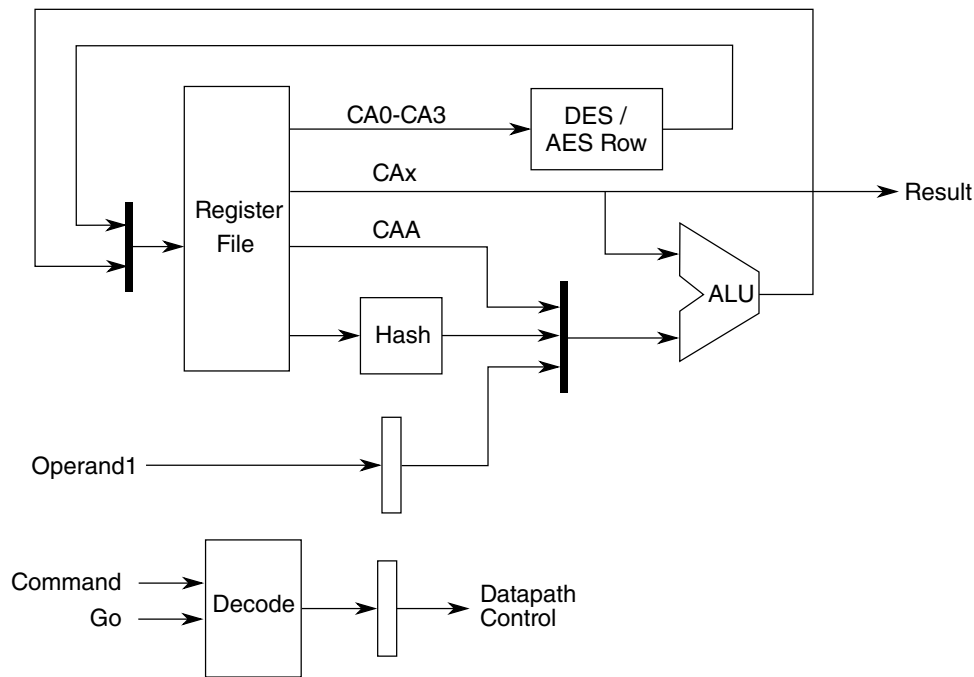 CA0-CA3
DES /
AES Row
CAx
Result
Register
File
CAA
ALU
Hash
Operand1
Command
Go
Decode
Datapath
Control